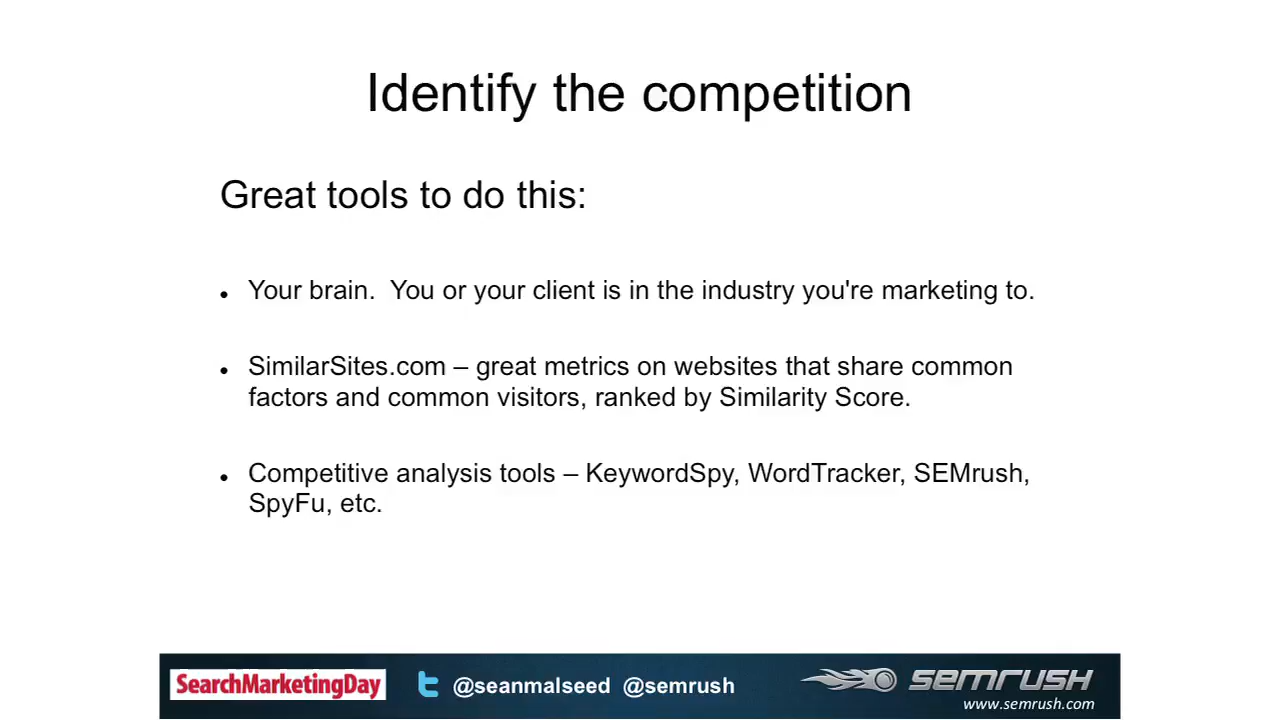 Identify the competition
Great tools to do this:
• Your brain.  You or your client is in the industry you're marketing to.
• SimilarSites.com – great metrics on websites that share common
factors and common visitors, ranked by Similarity Score.
• Competitive analysis tools – KeywordSpy, WordTracker, SEMrush,
SpyFu, etc.
SearchMarketingDay @seanmalseed @semrush SEMRUSH
www.semrush.com